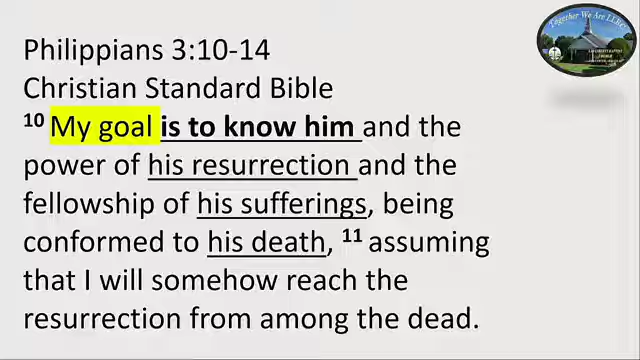 Together We Are LLBC!
Philippians 3:10-14
Christian Standard Bible
10 My goal is to know him and the
power of his resurrection and the
fellowship of his sufferings, being
conformed to his death, 11 assuming
that I will somehow reach the
resurrection from among the dead.